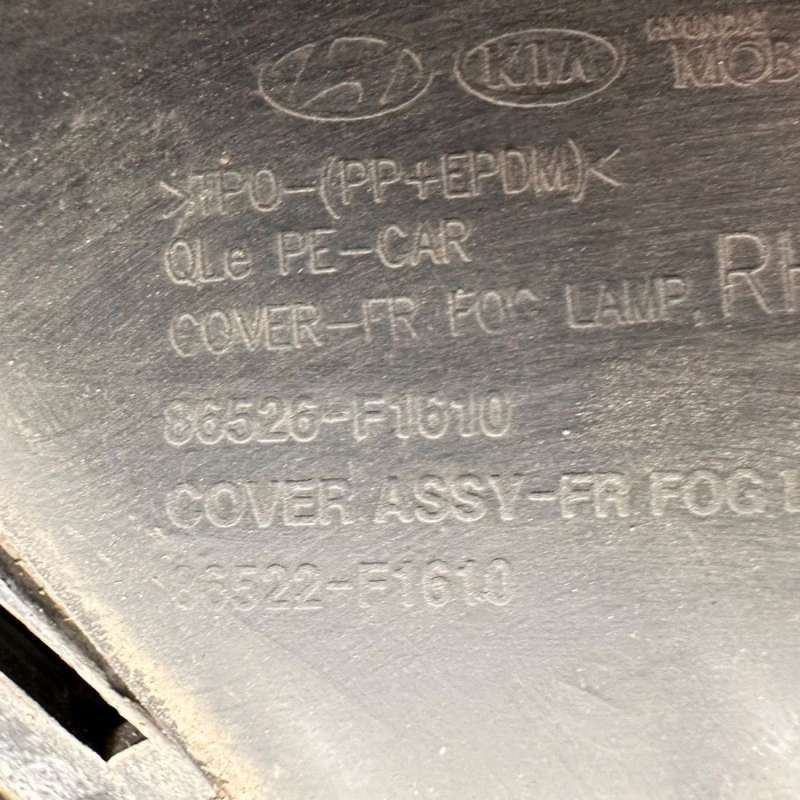 KIA
HYUNDAI
MOB
>TPO-(PP+EPDM)<
QLe PE-CAR
COVER-FR FOG LAMP, RH
86526-F1610
COVER ASSY-FR FOG L
86522-F1610